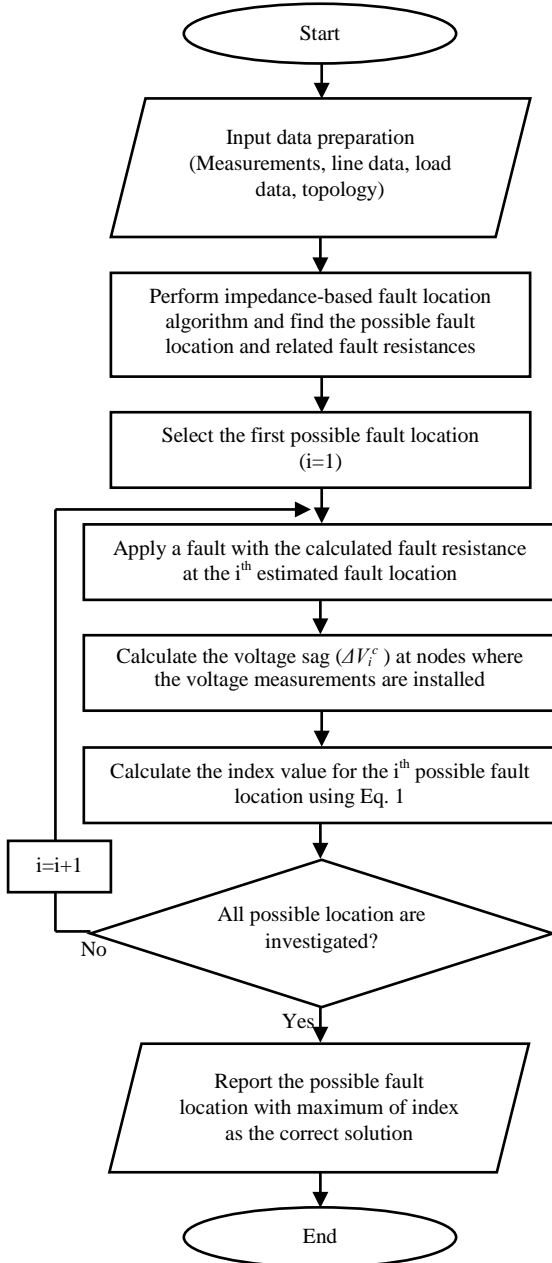 Start
Input data preparation
(Measurements, line data, load
data, topology)
Perform impedance-based fault location
algorithm and find the possible fault
location and related fault resistances
Select the first possible fault location
(i=1)
Apply a fault with the calculated fault resistance
at the iᵗʰ estimated fault location
Calculate the voltage sag (ΔVᵢᶜ) at nodes where
the voltage measurements are installed
Calculate the index value for the iᵗʰ possible fault
location using Eq. 1
i=i+1
All possible location are
investigated?
No
Yes
Report the possible fault
location with maximum of index
as the correct solution
End